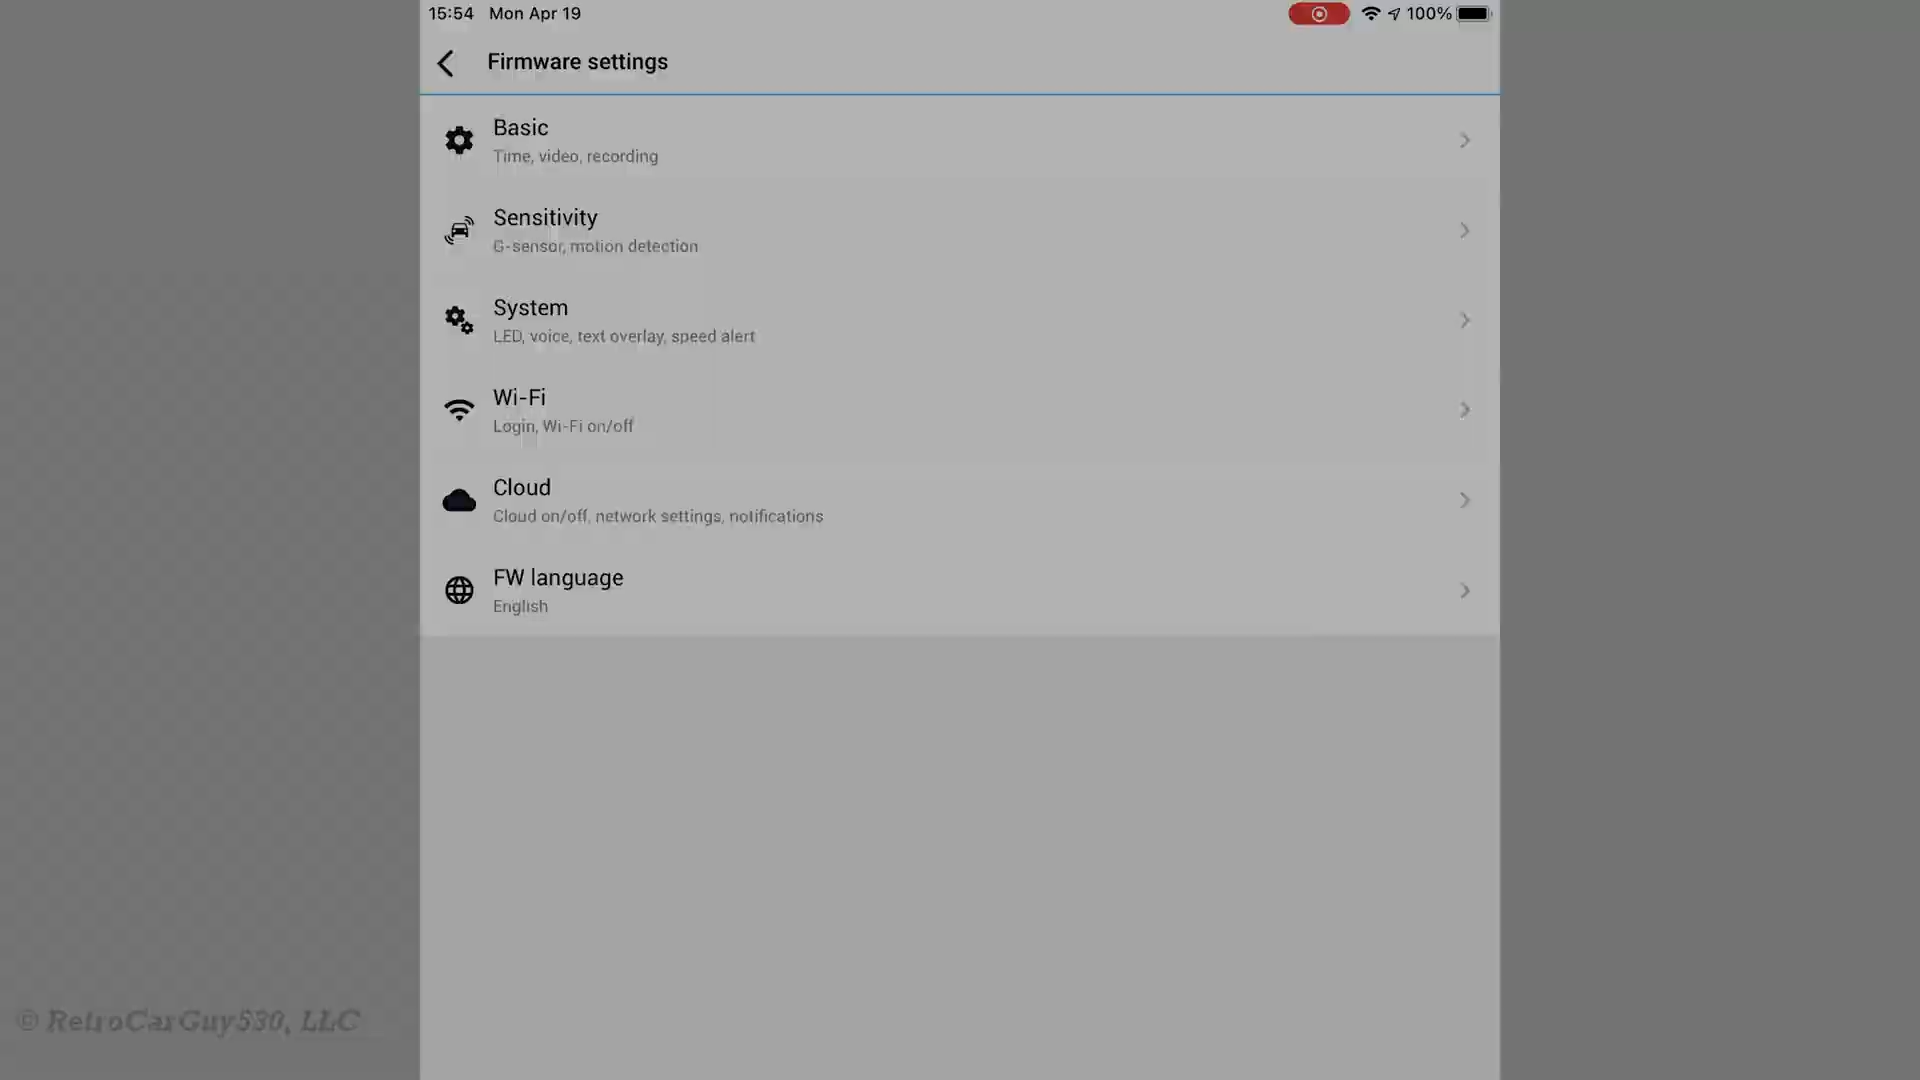 15:54 Mon Apr 19 100%
Firmware settings
Basic
Time, video, recording
Sensitivity
G-sensor, motion detection
System
LED, voice, text overlay, speed alert
Wi-Fi
Login, Wi-Fi on/off
Cloud
Cloud on/off, network settings, notifications
FW language
English
© RetroCarGuy530, LLC